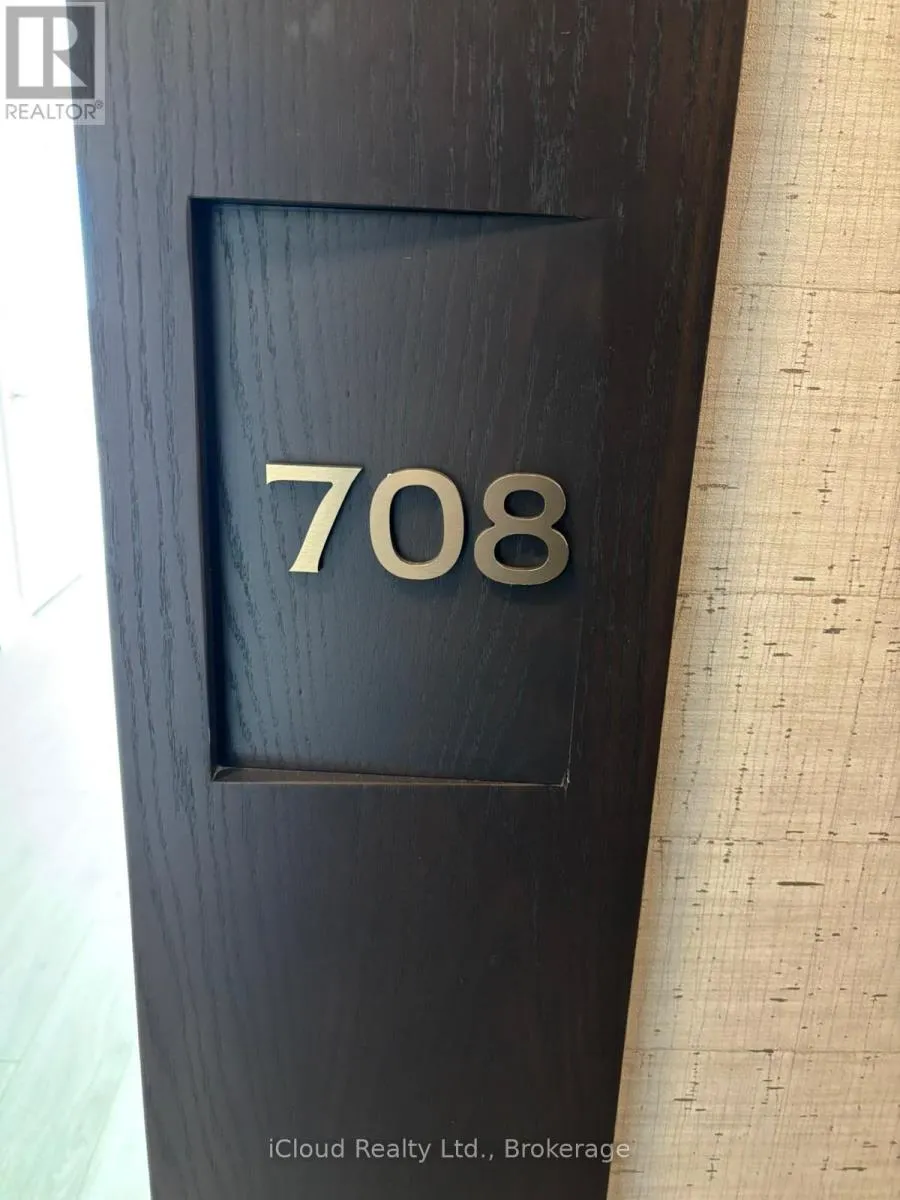 REALTOR®
708
iCloud Realty Ltd., Brokerage